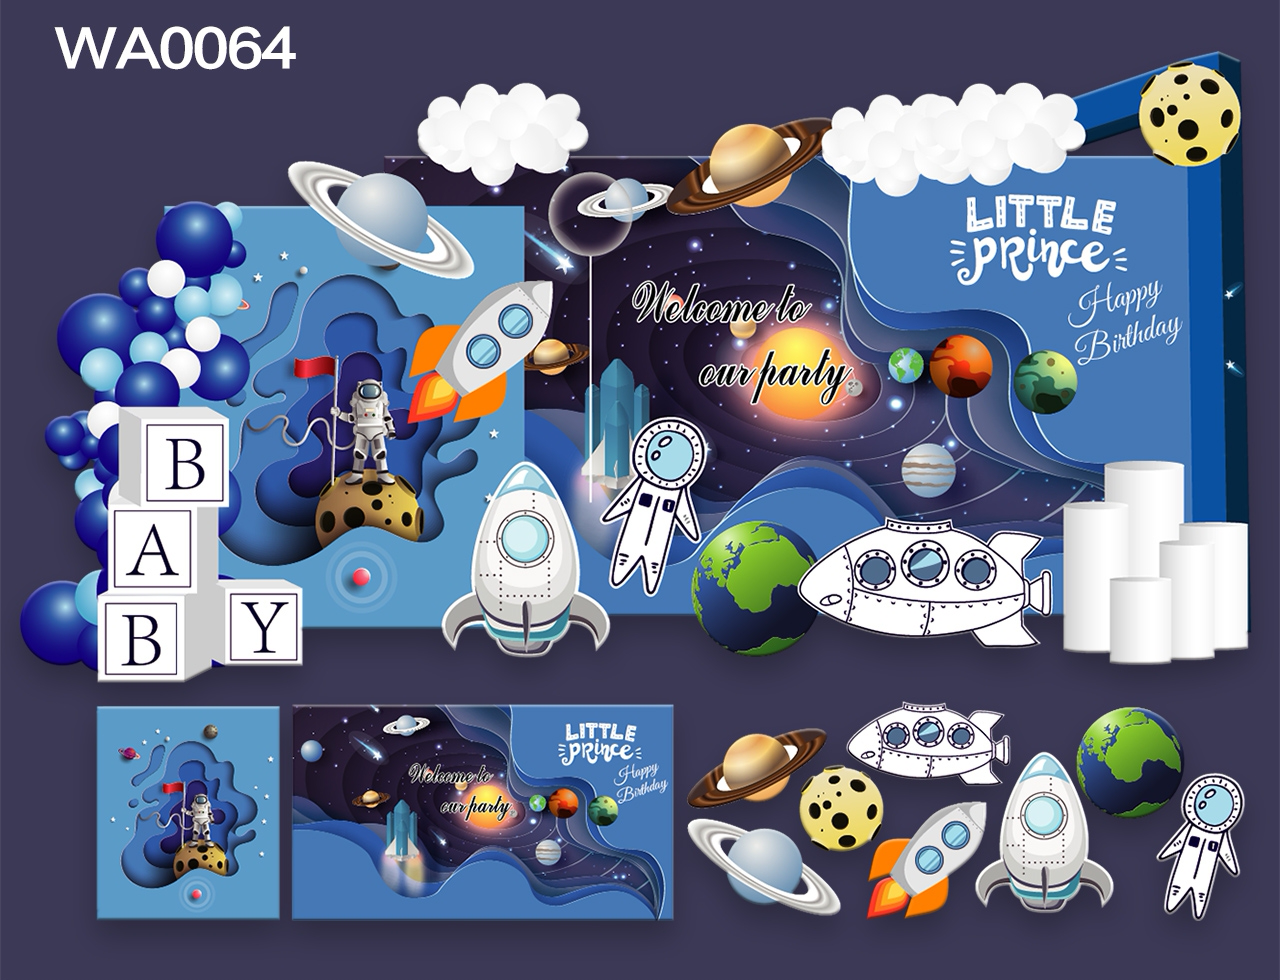 WA0064
LITTLE
prince
Happy
Birthday
Welcome to
our party
B
A
B
Y
LITTLE
prince
Happy
Birthday
Welcome to
our party